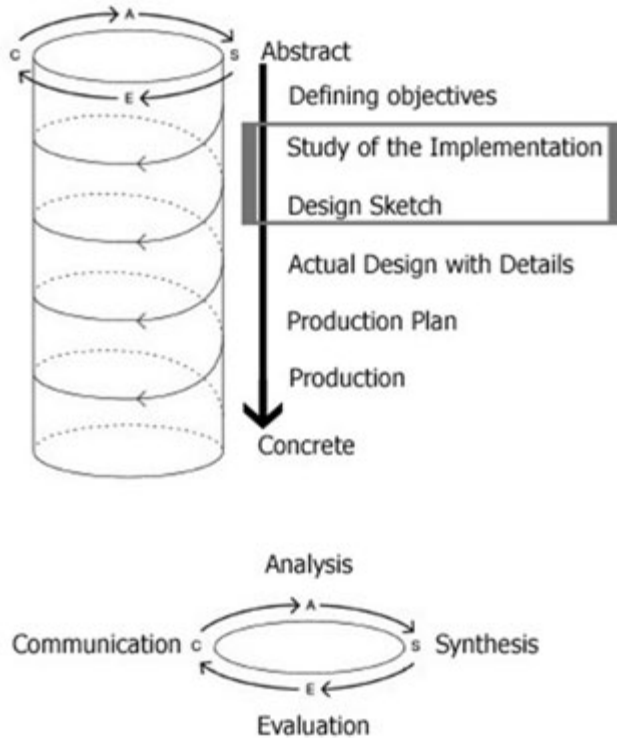 A
C
S
E
Abstract
Defining objectives
Study of the Implementation
Design Sketch
Actual Design with Details
Production Plan
Production
Concrete
Analysis
A
Communication C
S Synthesis
E
Evaluation